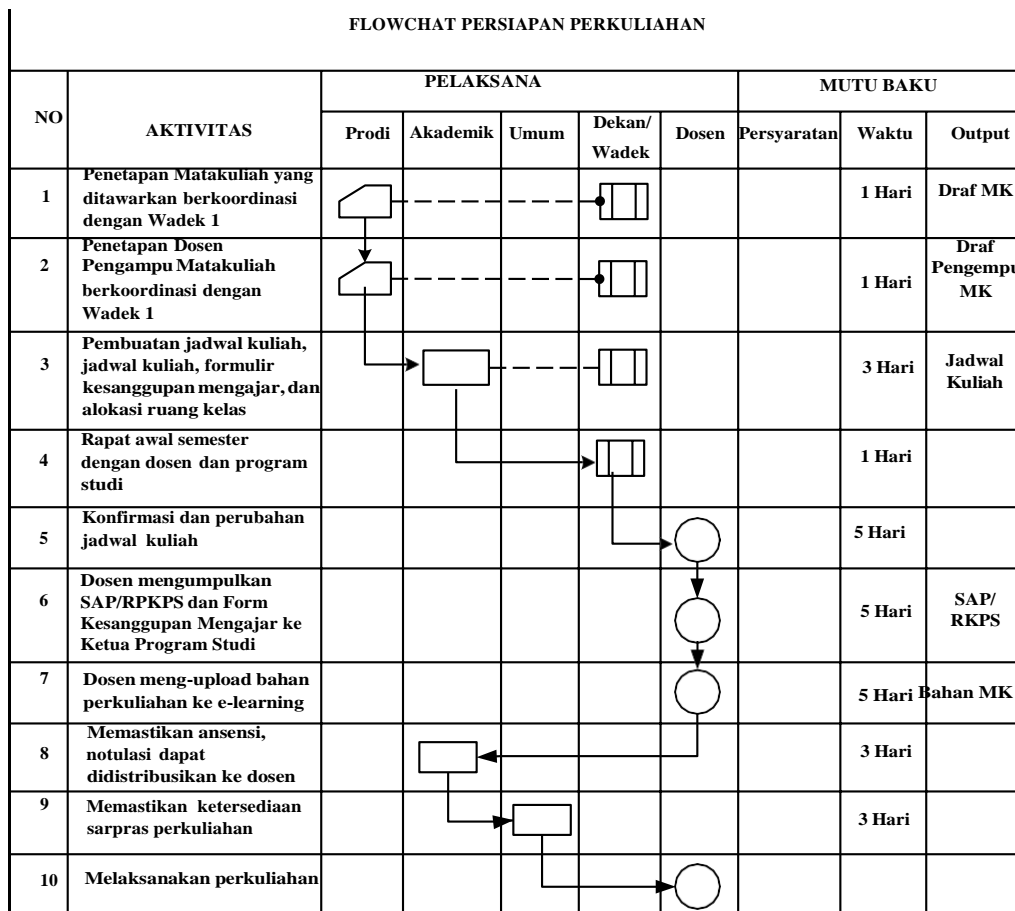 FLOWCHAT PERSIAPAN PERKULIAHAN
NO
AKTIVITAS
PELAKSANA
MUTU BAKU
Prodi
Akademik
Umum
Dekan/
Wadek
Dosen
Persyaratan
Waktu
Output
1
Penetapan Matakuliah yang
ditawarkan berkoordinasi
dengan Wadek 1
1 Hari
Draf MK
2
Penetapan Dosen
Pengampu Matakuliah
berkoordinasi dengan
Wadek 1
1 Hari
Draf
Pengempu
MK
3
Pembuatan jadwal kuliah,
jadwal kuliah, formulir
kesanggupan mengajar, dan
alokasi ruang kelas
3 Hari
Jadwal
Kuliah
4
Rapat awal semester
dengan dosen dan program
studi
1 Hari
5
Konfirmasi dan perubahan
jadwal kuliah
5 Hari
6
Dosen mengumpulkan
SAP/RPKPS dan Form
Kesanggupan Mengajar ke
Ketua Program Studi
5 Hari
SAP/
RKPS
7
Dosen meng-upload bahan
perkuliahan ke e-learning
5 Hari
Bahan MK
8
Memastikan ansensi,
notulasi dapat
didistribusikan ke dosen
3 Hari
9
Memastikan ketersediaan
sarpras perkuliahan
3 Hari
10
Melaksanakan perkuliahan